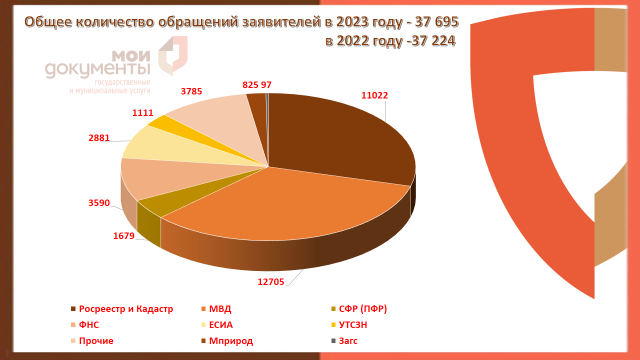 Общее количество обращений заявителей в 2023 году - 37 695
в 2022 году -37 224
мои
документы
государственные
и муниципальные услуги
825 97
3785
11022
1111
2881
3590
1679
12705
Росреестр и Кадастр
МВД
СФР (ПФР)
ФНС
ЕСИА
УТСЗН
Прочие
Мприрод
Загс